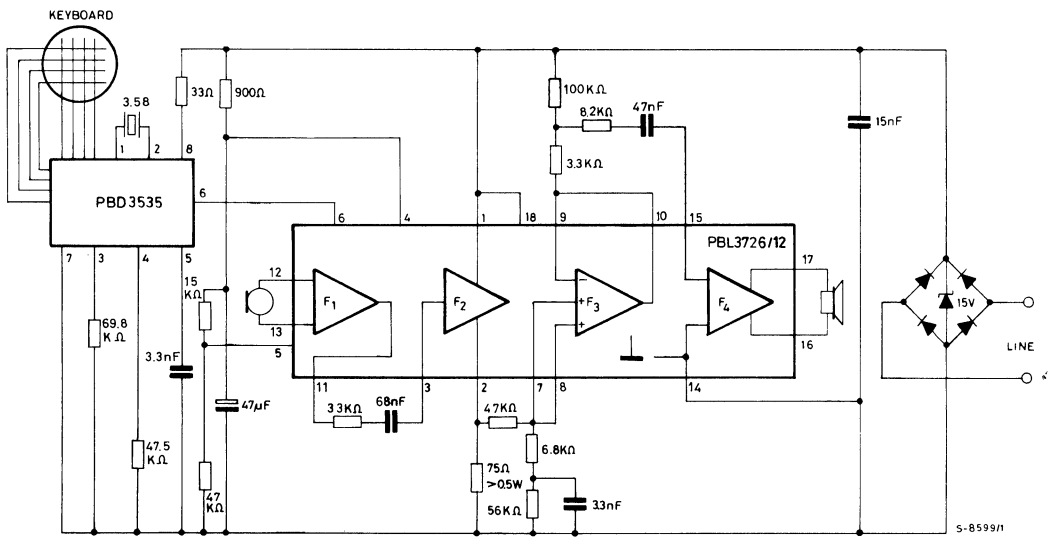 KEYBOARD
3.58
1
2
8
33Ω
900Ω
100KΩ
8.2KΩ
47nF
3.3KΩ
15nF
PBD3535
6
7
3
4
5
6
4
1
18
9
10
15
PBL3726/12
12
13
5
F1
F2
F3
F4
−
+
+
17
16
15V
LINE
15
KΩ
69.8
KΩ
3.3nF
47µF
47.5
KΩ
47
KΩ
11
3
2
7
8
14
33KΩ
68nF
47KΩ
6.8KΩ
75Ω
>0.5W
56KΩ
3.3nF
S-8599/1